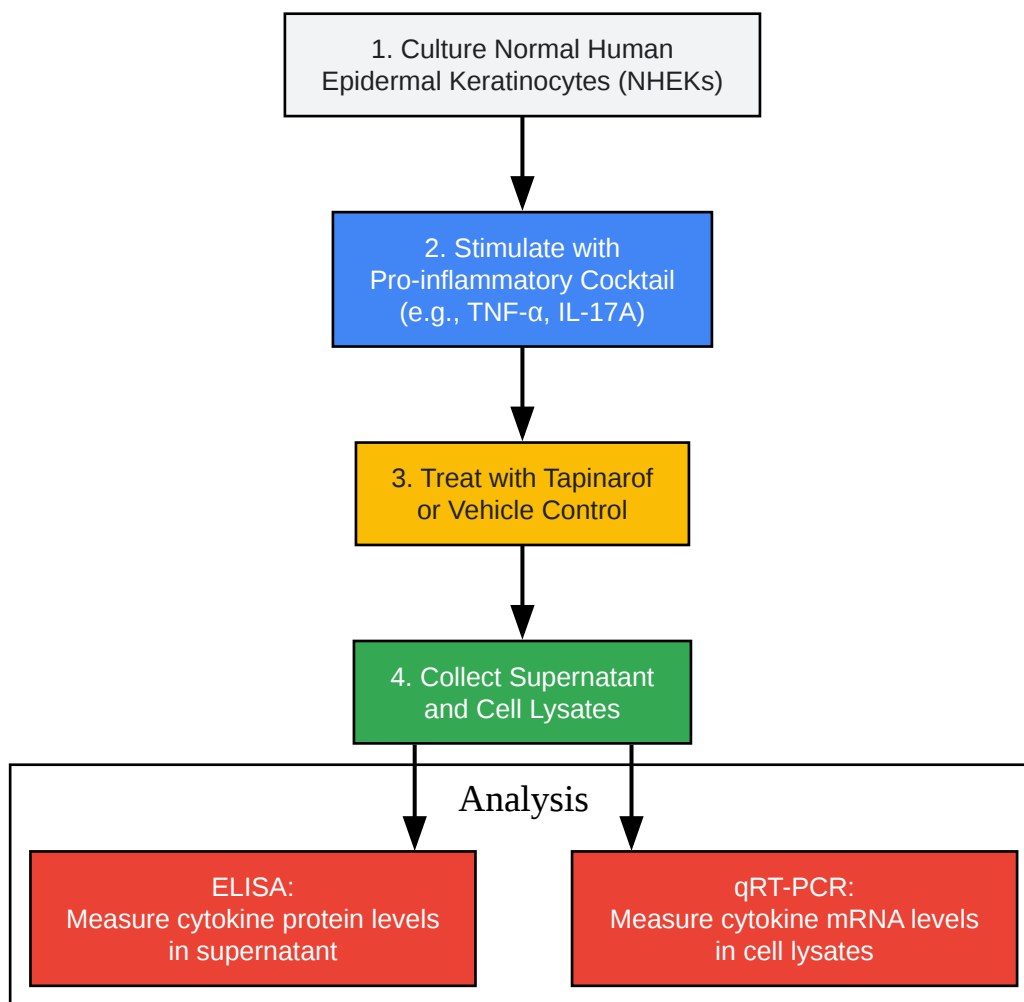 1. Culture Normal Human
Epidermal Keratinocytes (NHEKs)
2. Stimulate with
Pro-inflammatory Cocktail
(e.g., TNF-α, IL-17A)
3. Treat with Tapinarof
or Vehicle Control
4. Collect Supernatant
and Cell Lysates
Analysis
ELISA:
Measure cytokine protein levels
in supernatant
qRT-PCR:
Measure cytokine mRNA levels
in cell lysates